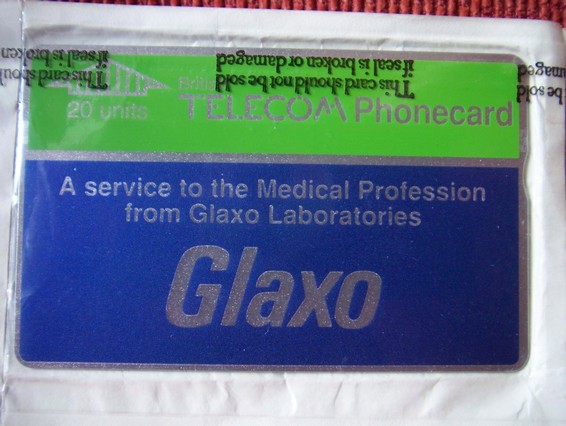 This card should not be sold
if seal is broken or damaged
20 units
British
TELECOM Phonecard
A service to the Medical Profession
from Glaxo Laboratories
Glaxo